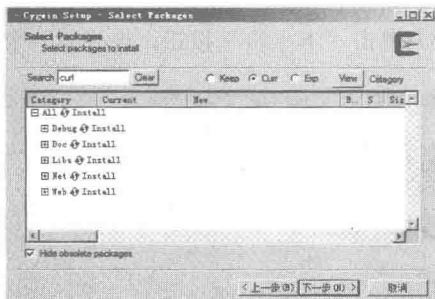 Cygwin Setup - Select Packages
Select Packages
Select packages to install
Search curl Clear Keep Curr Exp View Category
Category Current New B.. S Siz
All Install
Debug Install
Doc Install
Libs Install
Net Install
Web Install
Hide obsolete packages
<上一步(B) 下一步(N) > 取消